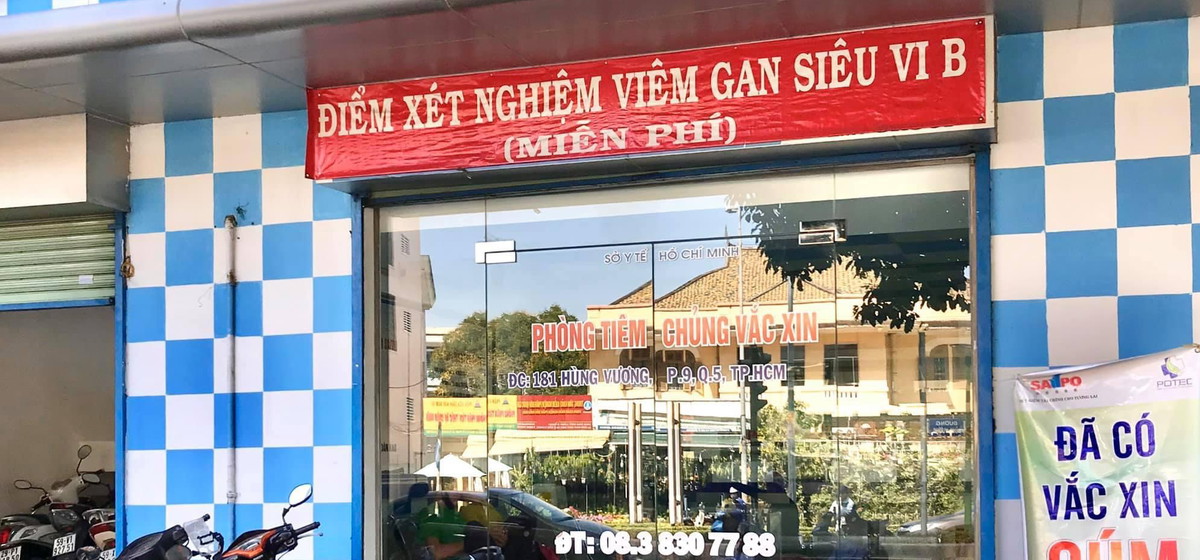 ĐIỂM XÉT NGHIỆM VIÊM GAN SIÊU VI B
(MIỄN PHÍ)
SỞ Y TẾ HỒ CHÍ MINH
PHÒNG TIÊM CHỦNG VẮC XIN
ĐC: 181 HÙNG VƯƠNG, P.9, Q.5, TP.HCM
ĐT: 08.3 830 77 88
POTEC
ĐÃ CÓ
VẮC XIN
CÚM